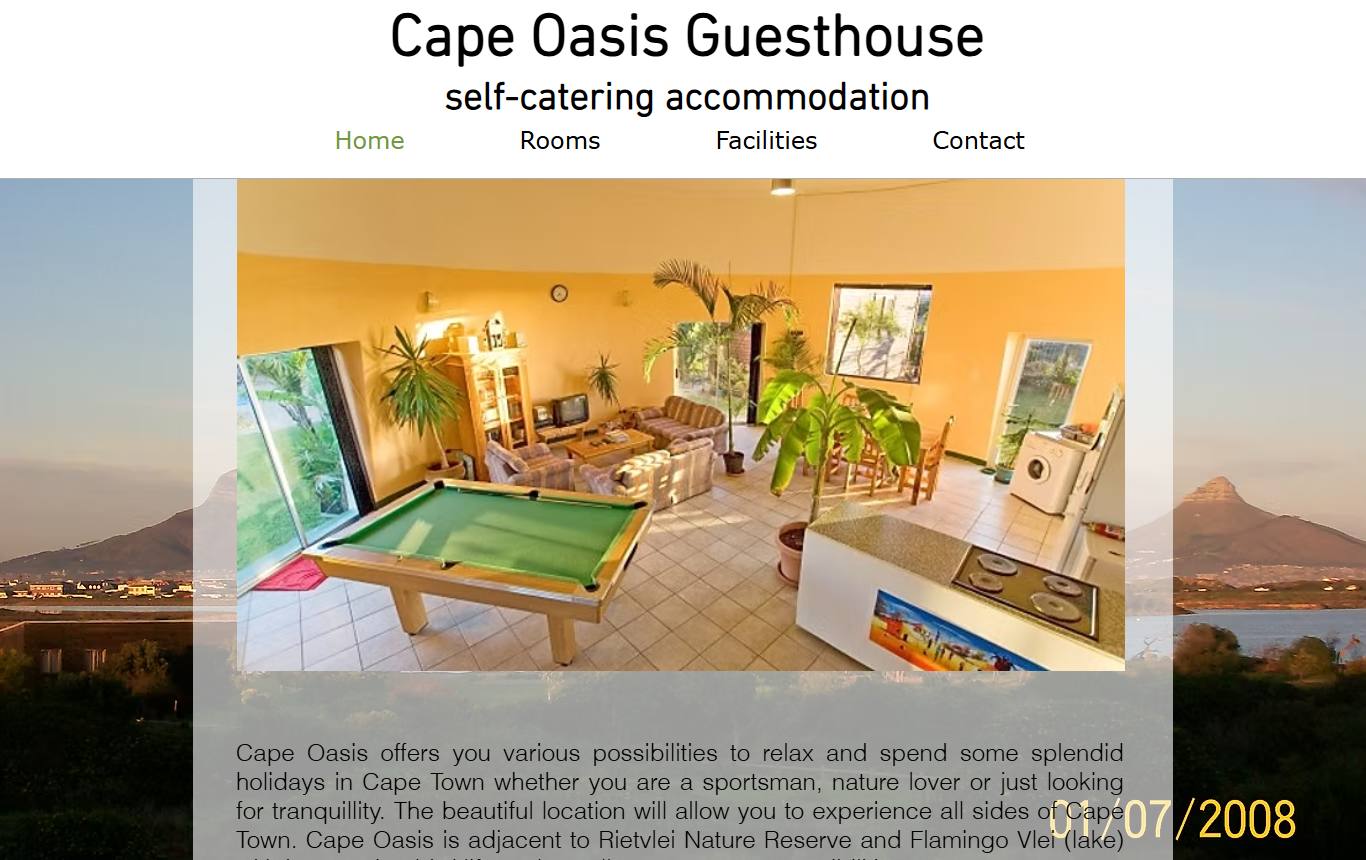 Cape Oasis Guesthouse
self-catering accommodation
Home Rooms Facilities Contact
Cape Oasis offers you various possibilities to relax and spend some splendid
holidays in Cape Town whether you are a sportsman, nature lover or just looking
for tranquillity. The beautiful location will allow you to experience all sides of Cape
Town. Cape Oasis is adjacent to Rietvlei Nature Reserve and Flamingo Vlei (lake)
01/07/2008